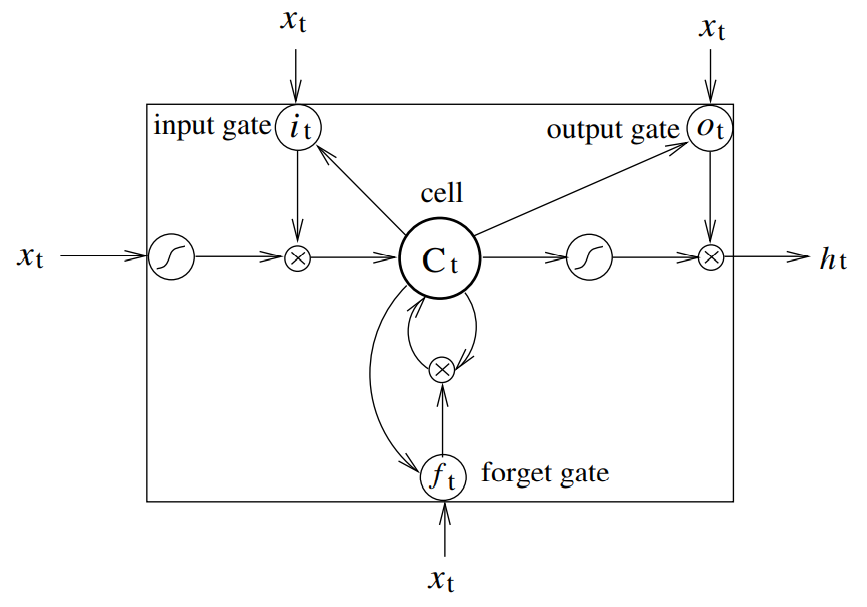 xt
xt
input gate
it
output gate
ot
cell
xt
Ct
ht
ft
forget gate
xt